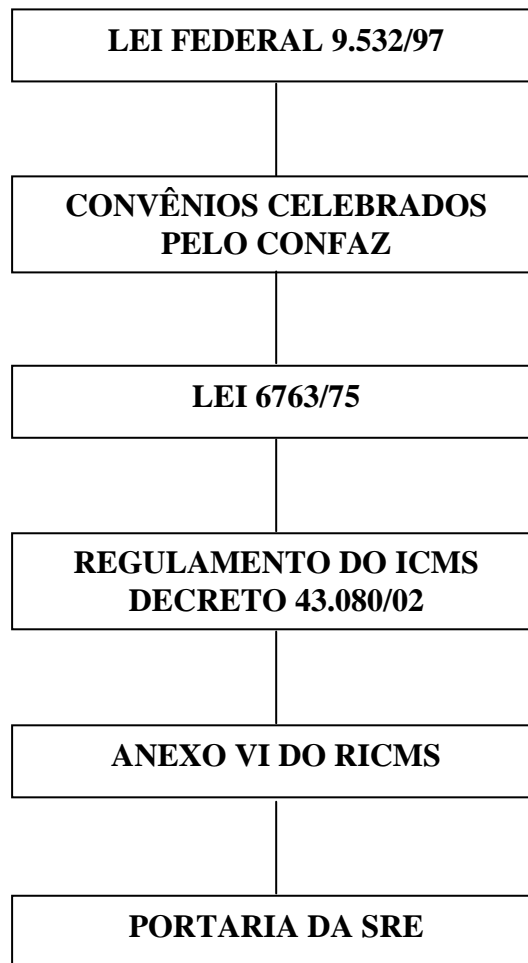 LEI FEDERAL 9.532/97
CONVÊNIOS CELEBRADOS
PELO CONFAZ
LEI 6763/75
REGULAMENTO DO ICMS
DECRETO 43.080/02
ANEXO VI DO RICMS
PORTARIA DA SRE